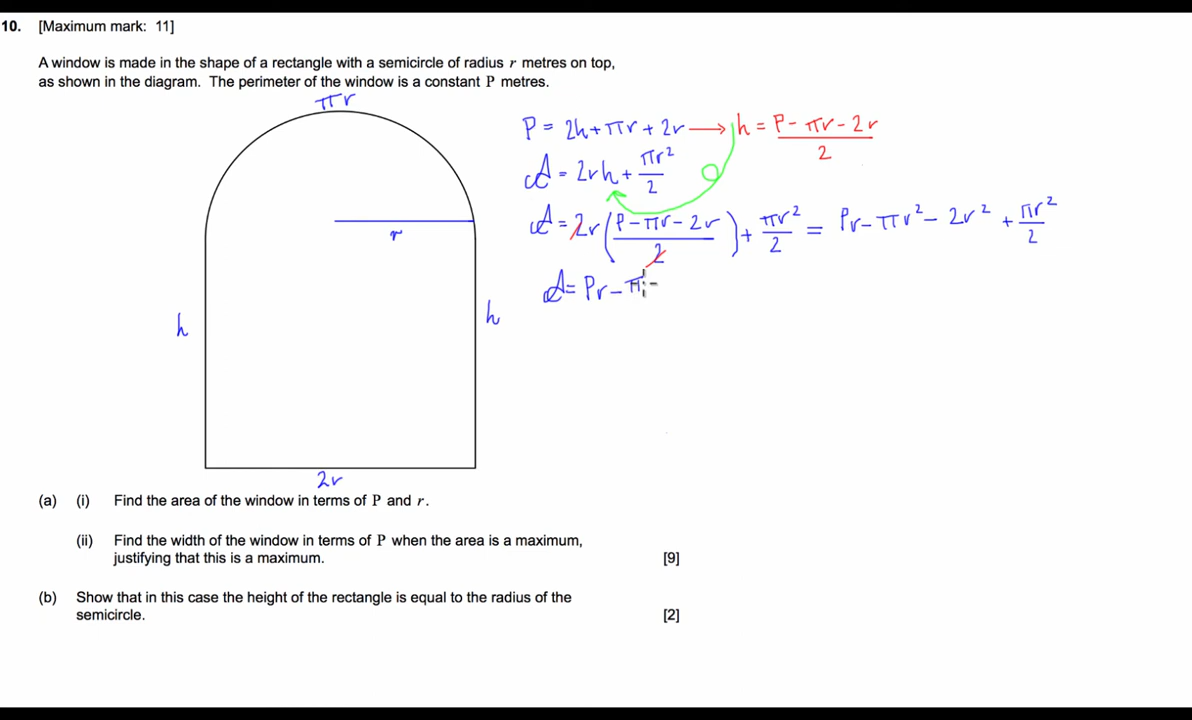 10. [Maximum mark: 11]
A window is made in the shape of a rectangle with a semicircle of radius r metres on top,
as shown in the diagram. The perimeter of the window is a constant P metres.
πr
P = 2h + πr + 2r → h = (P - πr - 2r)/2
A = 2rh + πr²/2
A = 2r((P - πr - 2r)/2) + πr²/2 = Pr - πr² - 2r² + πr²/2
A = Pr - π
r
h
h
2r
(a) (i) Find the area of the window in terms of P and r.
(ii) Find the width of the window in terms of P when the area is a maximum,
justifying that this is a maximum. [9]
(b) Show that in this case the height of the rectangle is equal to the radius of the
semicircle. [2]